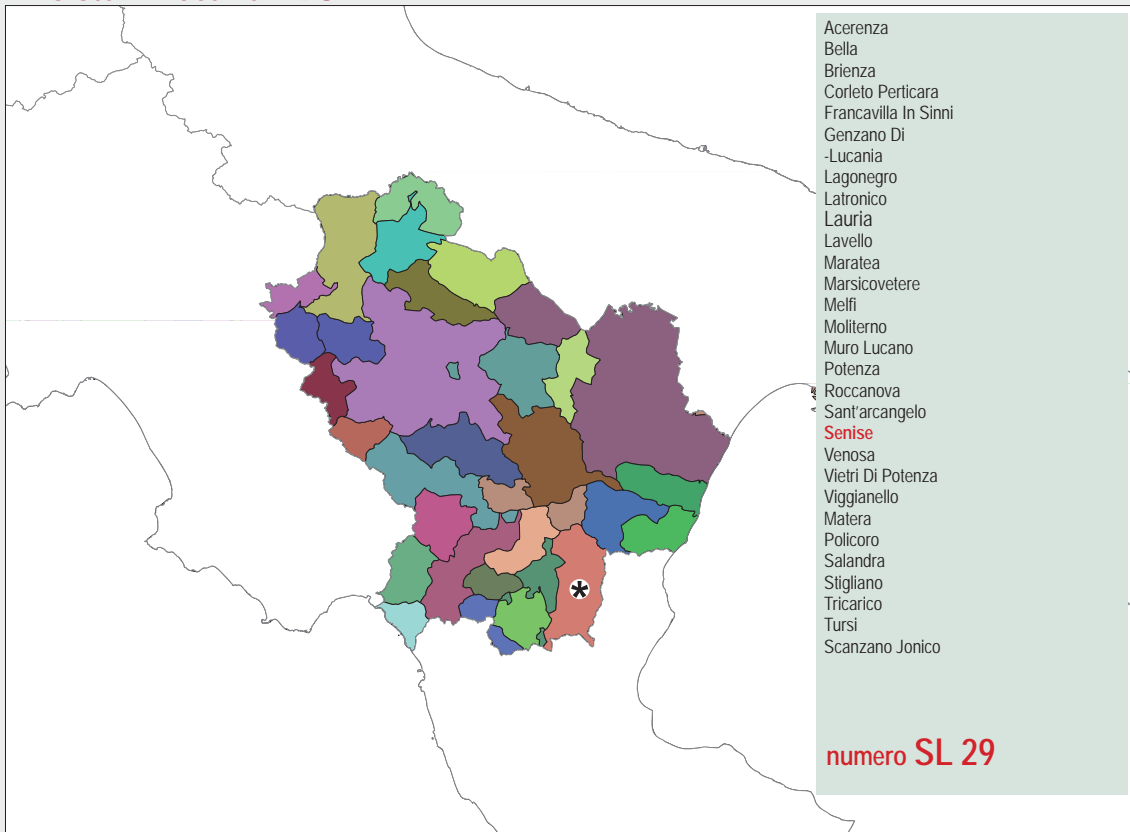 Acerenza
Bella
Brienza
Corleto Perticara
Francavilla In Sinni
Genzano Di
-Lucania
Lagonegro
Latronico
Lauria
Lavello
Maratea
Marsicovetere
Melfi
Moliterno
Muro Lucano
Potenza
Roccanova
Sant'arcangelo
Senise
Venosa
Vietri Di Potenza
Viggianello
Matera
Policoro
Salandra
Stigliano
Tricarico
Tursi
Scanzano Jonico
numero SL 29
*